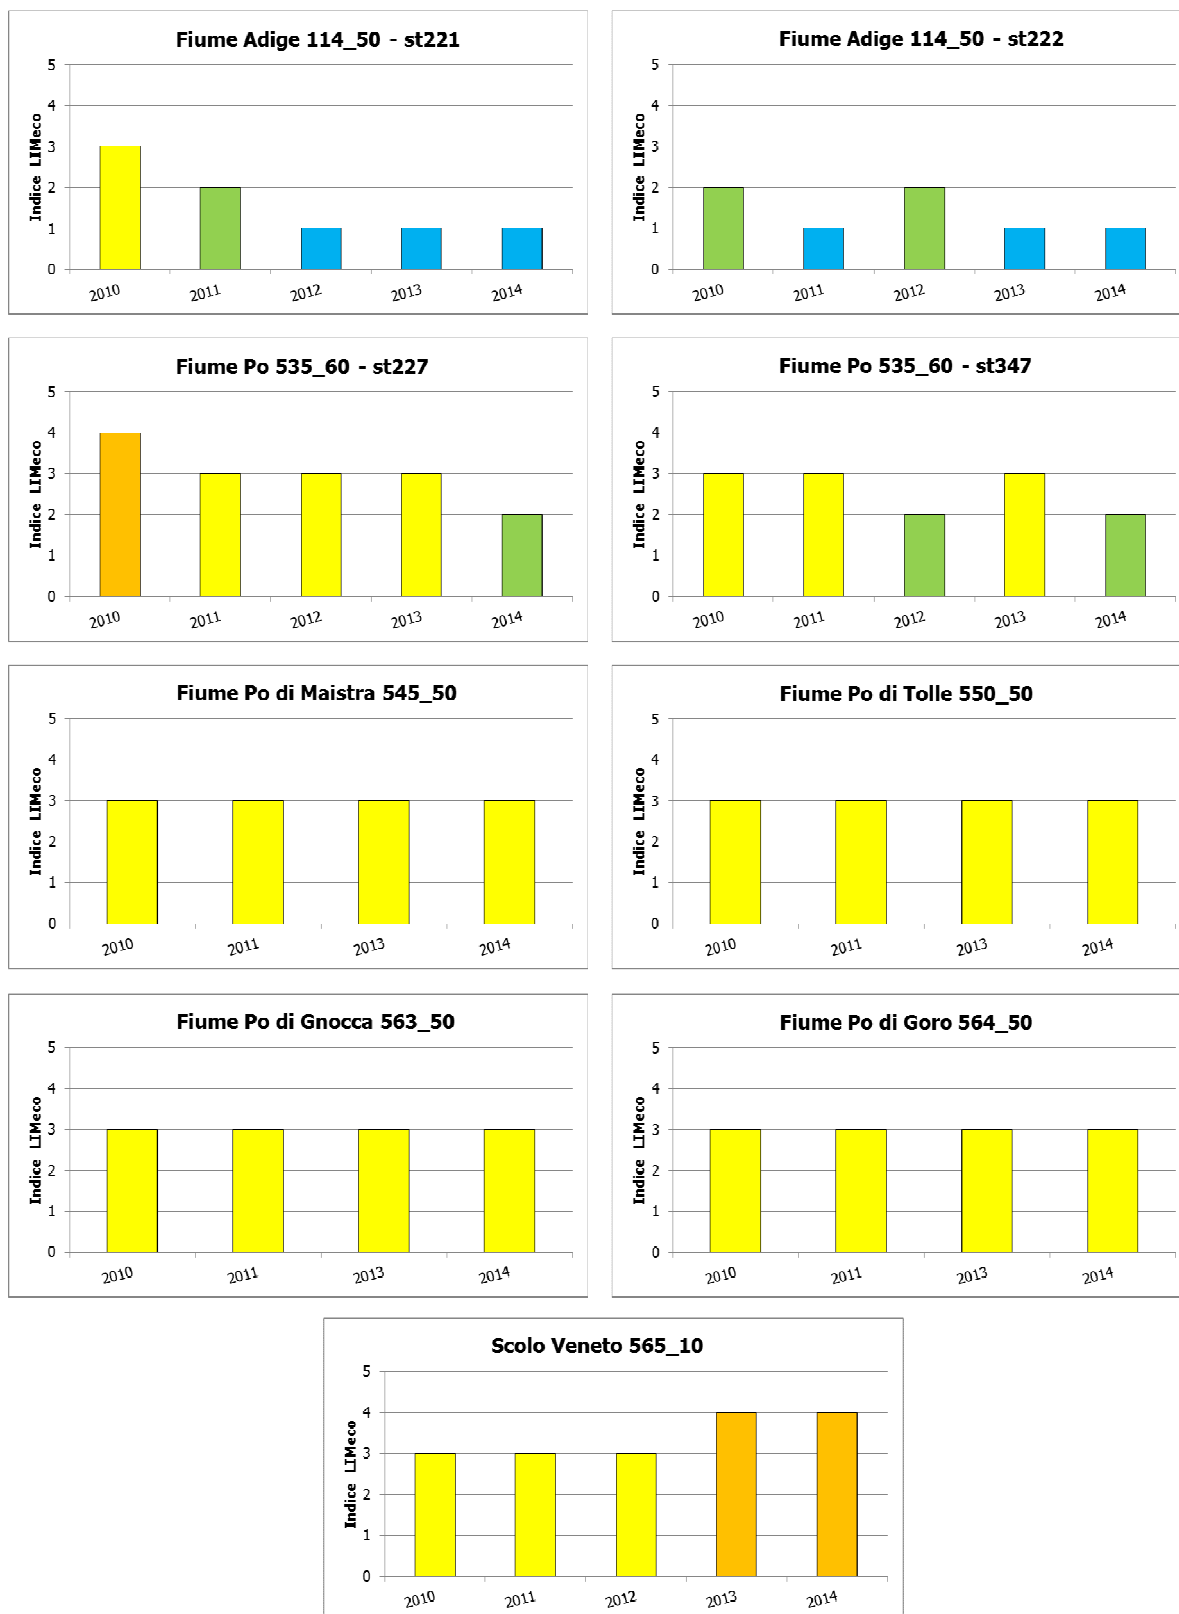 Fiume Adige 114_50 - st221
Indice LIMeco
5
4
3
2
1
0
2010 2011 2012 2013 2014
Fiume Adige 114_50 - st222
Indice LIMeco
5
4
3
2
1
0
2010 2011 2012 2013 2014
Fiume Po 535_60 - st227
Indice LIMeco
5
4
3
2
1
0
2010 2011 2012 2013 2014
Fiume Po 535_60 - st347
Indice LIMeco
5
4
3
2
1
0
2010 2011 2012 2013 2014
Fiume Po di Maistra 545_50
Indice LIMeco
5
4
3
2
1
0
2010 2011 2013 2014
Fiume Po di Tolle 550_50
Indice LIMeco
5
4
3
2
1
0
2010 2011 2013 2014
Fiume Po di Gnocca 563_50
Indice LIMeco
5
4
3
2
1
0
2010 2011 2013 2014
Fiume Po di Goro 564_50
Indice LIMeco
5
4
3
2
1
0
2010 2011 2013 2014
Scolo Veneto 565_10
Indice LIMeco
5
4
3
2
1
0
2010 2011 2012 2013 2014